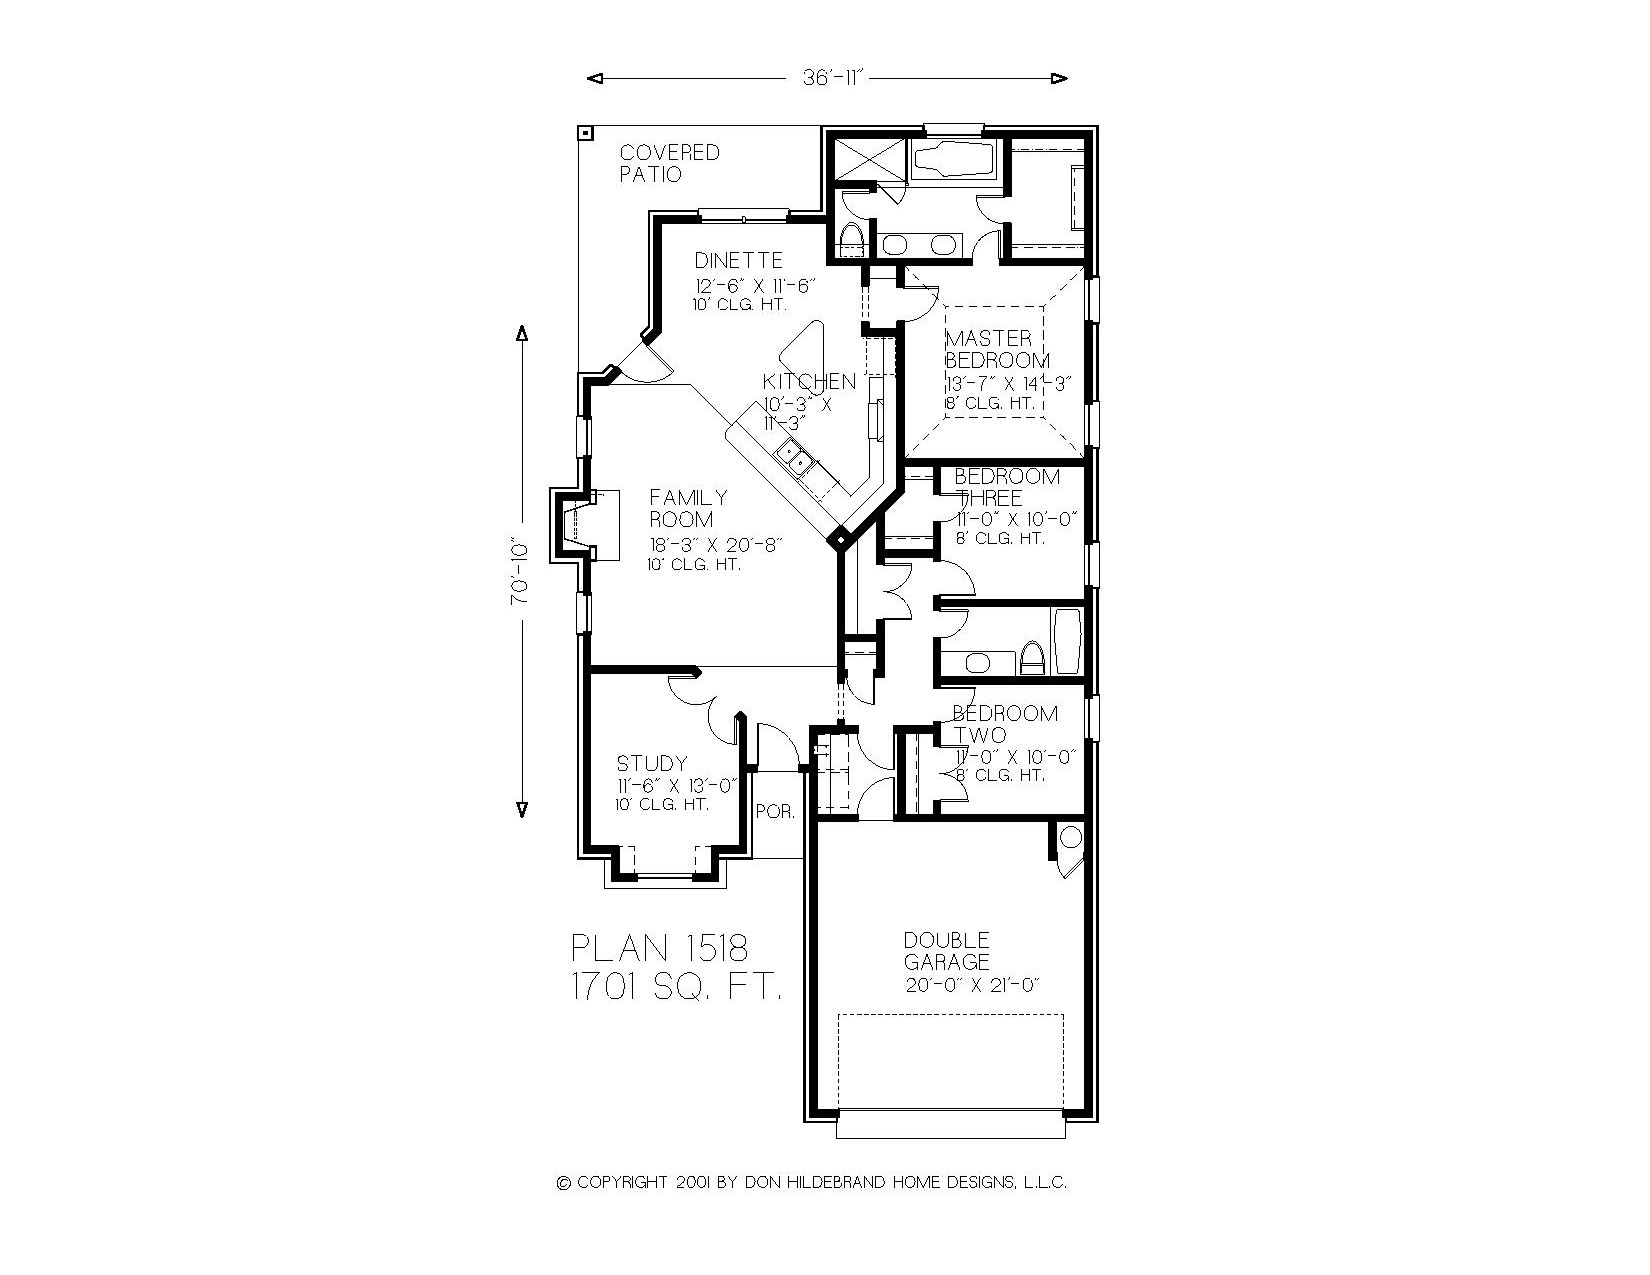 36'-11"
COVERED
PATIO
DINETTE
12'-6" X 11'-6"
10' CLG. HT.
MASTER
BEDROOM
13'-7" X 14'-3"
8' CLG. HT.
KITCHEN
10'-3" X
11'-3"
BEDROOM
THREE
11'-0" X 10'-0"
8' CLG. HT.
FAMILY
ROOM
18'-3" X 20'-8"
10' CLG. HT.
70'-10"
BEDROOM
TWO
11'-0" X 10'-0"
8' CLG. HT.
STUDY
11'-6" X 13'-0"
10' CLG. HT.
POR.
PLAN 1518
1701 SQ. FT.
DOUBLE
GARAGE
20'-0" X 21'-0"
© COPYRIGHT 2001 BY DON HILDEBRAND HOME DESIGNS, L.L.C.